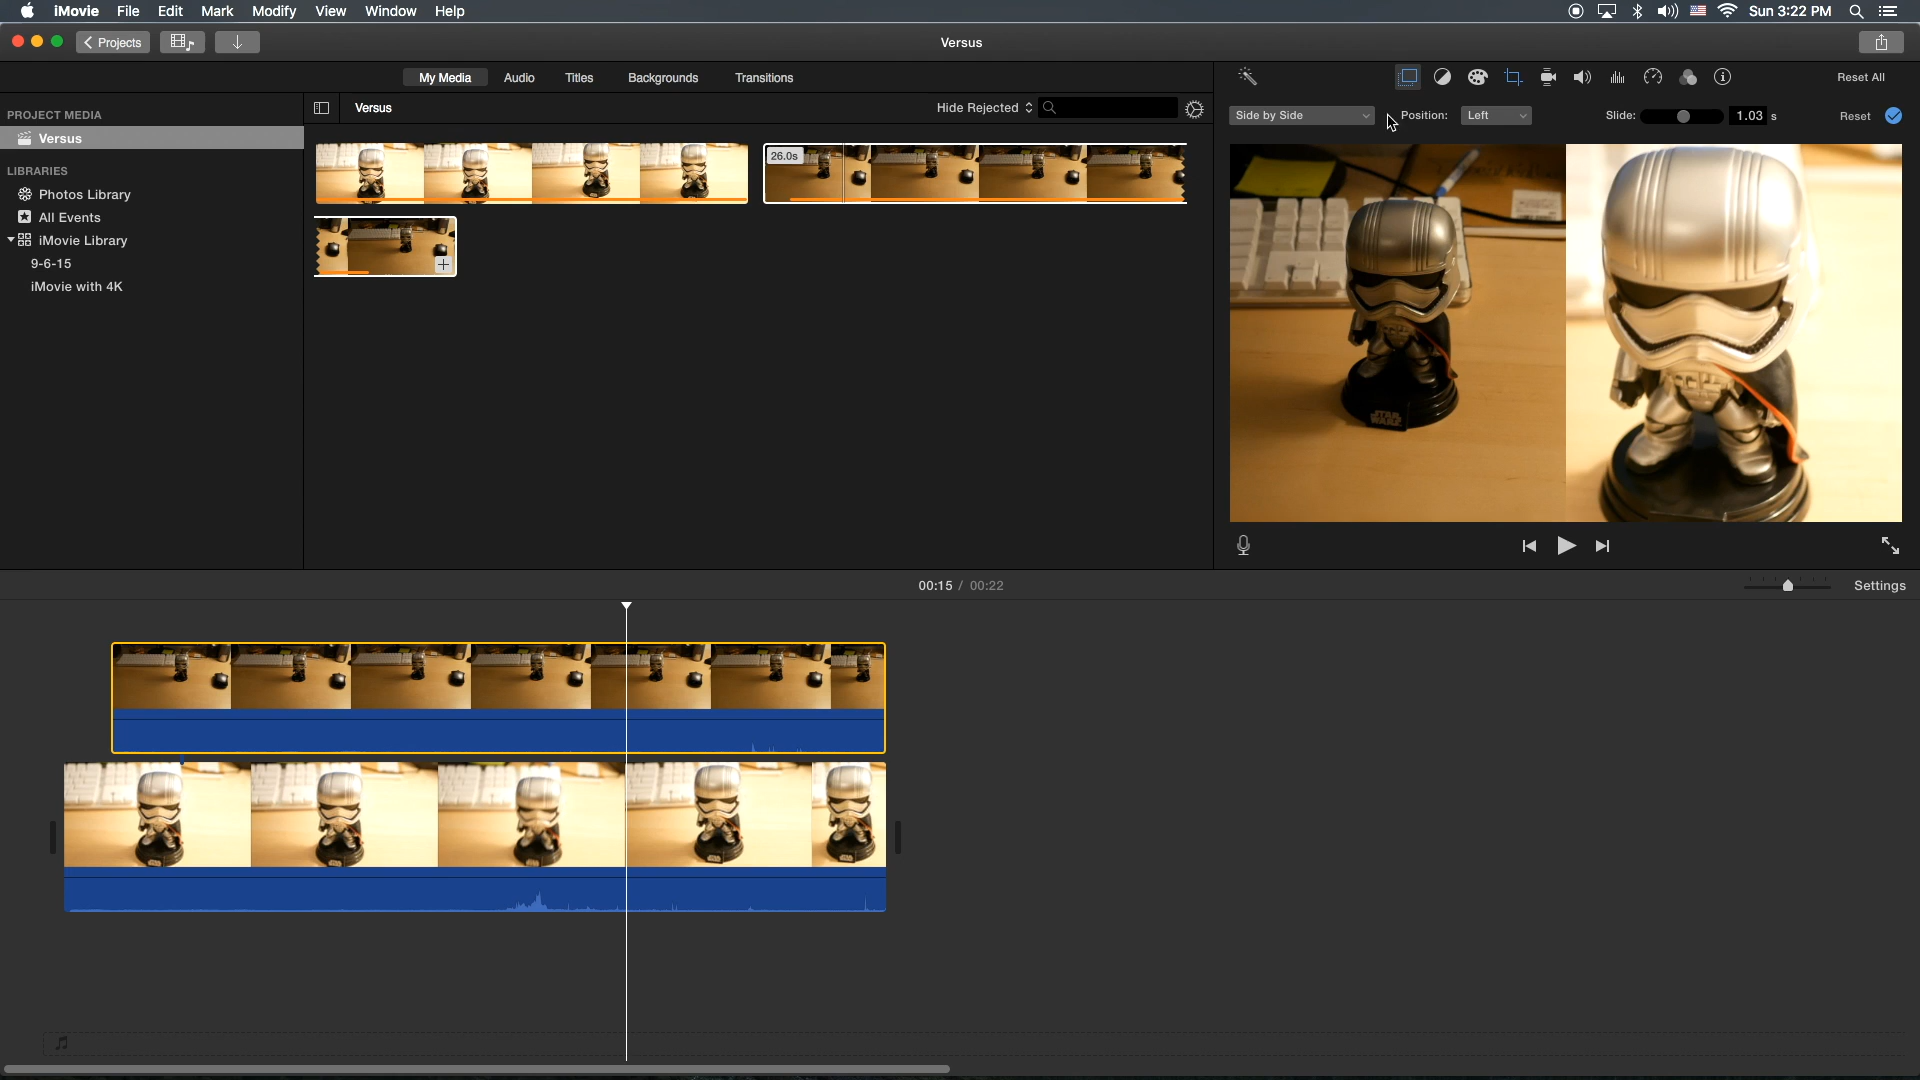 iMovie File Edit Mark Modify View Window Help Sun 3:22 PM
Projects Versus
My Media Audio Titles Backgrounds Transitions Reset All
PROJECT MEDIA
Versus
LIBRARIES
Photos Library
All Events
iMovie Library
9-6-15
iMovie with 4K
Versus Hide Rejected
26.0s
Side by Side Position: Left Slide: 1.03 s Reset
STAR
WARS
00:15 / 00:22 Settings